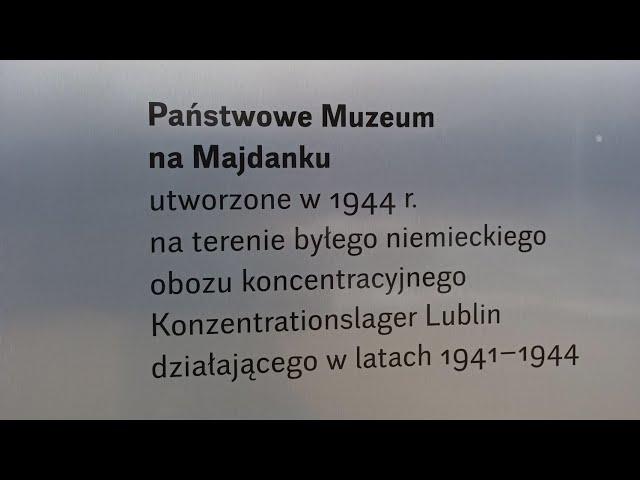 Państwowe Muzeum
na Majdanku
utworzone w 1944 r.
na terenie byłego niemieckiego
obozu koncentracyjnego
Konzentrationslager Lublin
działającego w latach 1941–1944